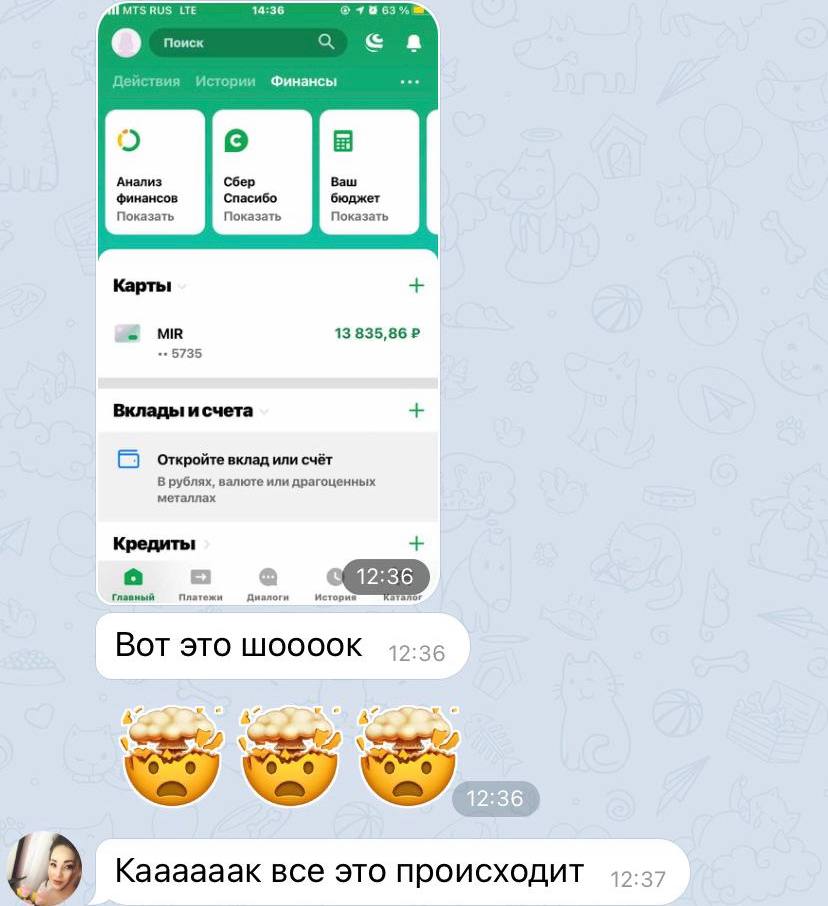 MTS RUS LTE 14:36 63 %
Поиск
Действия Истории Финансы
Анализ
финансов
Показать
Сбер
Спасибо
Показать
Ваш
бюджет
Показать
Карты
MIR 13 835,86 ₽
•• 5735
Вклады и счета
Откройте вклад или счёт
В рублях, валюте или драгоценных
металлах
Кредиты
12:36
Главный Платежи Диалоги История Каталог
Вот это шоооок 12:36
12:36
Каааааак все это происходит 12:37